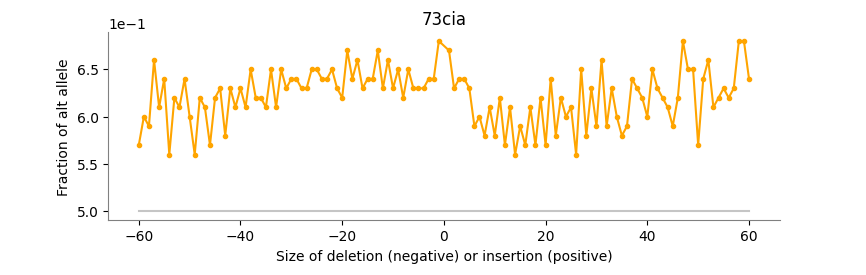 73cia
1e−1
Fraction of alt allele
6.5
6.0
5.5
5.0
−60 −40 −20 0 20 40 60
Size of deletion (negative) or insertion (positive)